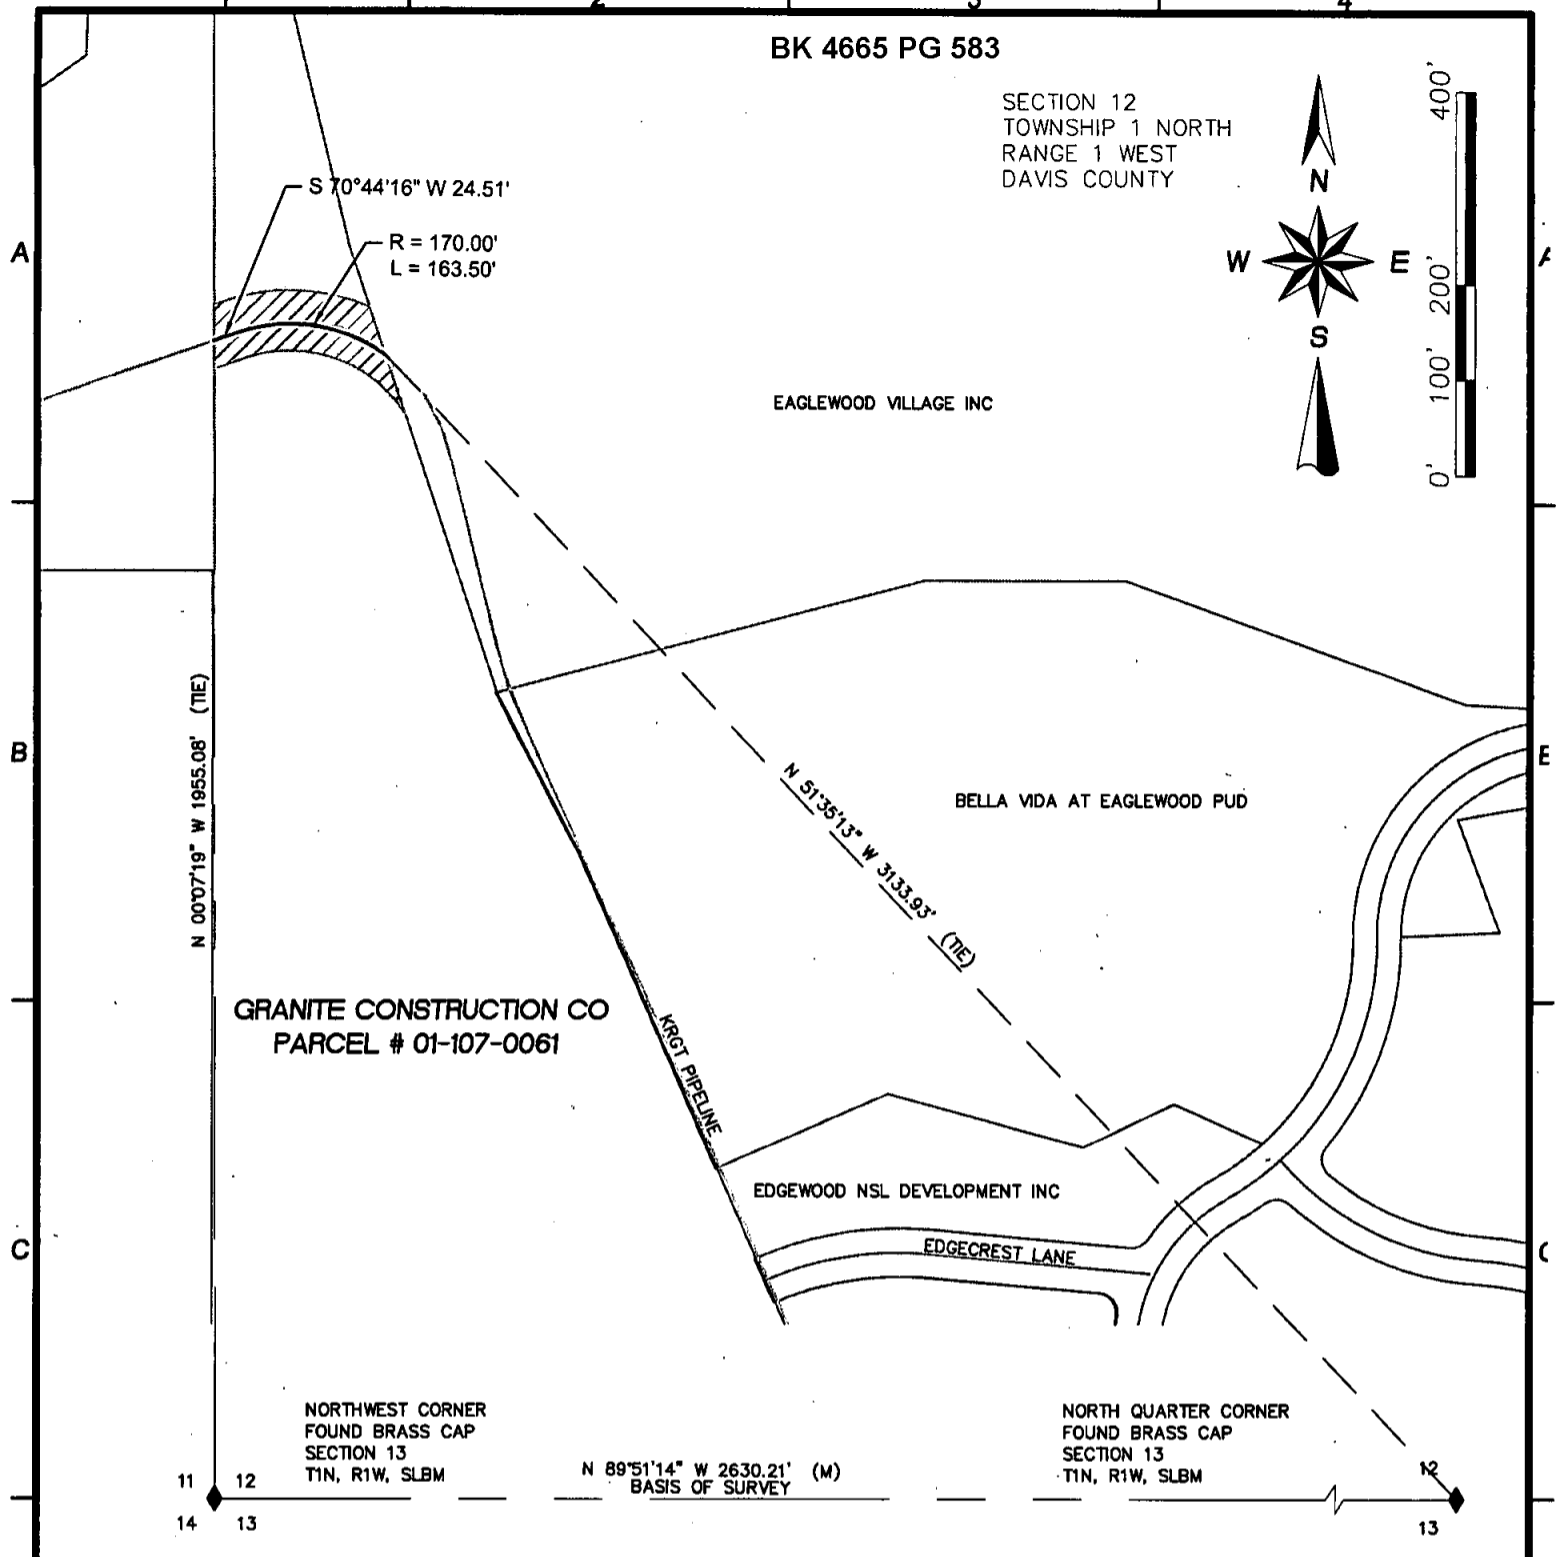 2 3 4
BK 4665 PG 583
SECTION 12
TOWNSHIP 1 NORTH
RANGE 1 WEST
DAVIS COUNTY
N
W E
S
400'
200'
100'
0'
S 70°44'16" W 24.51'
R = 170.00'
L = 163.50'
A
EAGLEWOOD VILLAGE INC
N 00°07'19" W 1955.08' (TIE)
B
N 51°35'13" W 3133.93' (TIE)
BELLA VIDA AT EAGLEWOOD PUD
GRANITE CONSTRUCTION CO
PARCEL # 01-107-0061
KRGT PIPELINE
EDGEWOOD NSL DEVELOPMENT INC
C
EDGECREST LANE
NORTHWEST CORNER
FOUND BRASS CAP
SECTION 13
T1N, R1W, SLBM
NORTH QUARTER CORNER
FOUND BRASS CAP
SECTION 13
T1N, R1W, SLBM
N 89°51'14" W 2630.21' (M)
BASIS OF SURVEY
11 12
14 13
12
13